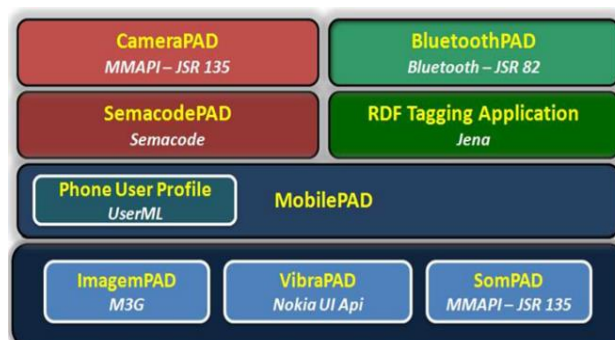 CameraPAD
MMAPI – JSR 135
BluetoothPAD
Bluetooth – JSR 82
SemacodePAD
Semacode
RDF Tagging Application
Jena
Phone User Profile
UserML
MobilePAD
ImagemPAD
M3G
VibraPAD
Nokia UI Api
SomPAD
MMAPI – JSR 135